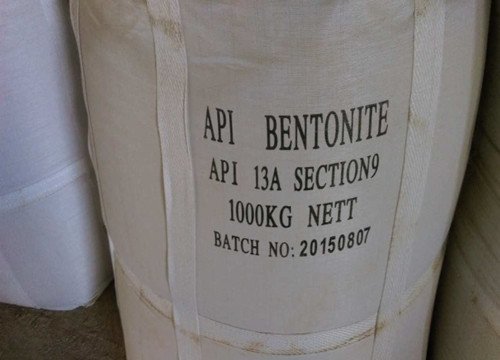 API BENTONITE
API 13A SECTION9
1000KG NETT
BATCH NO: 20150807